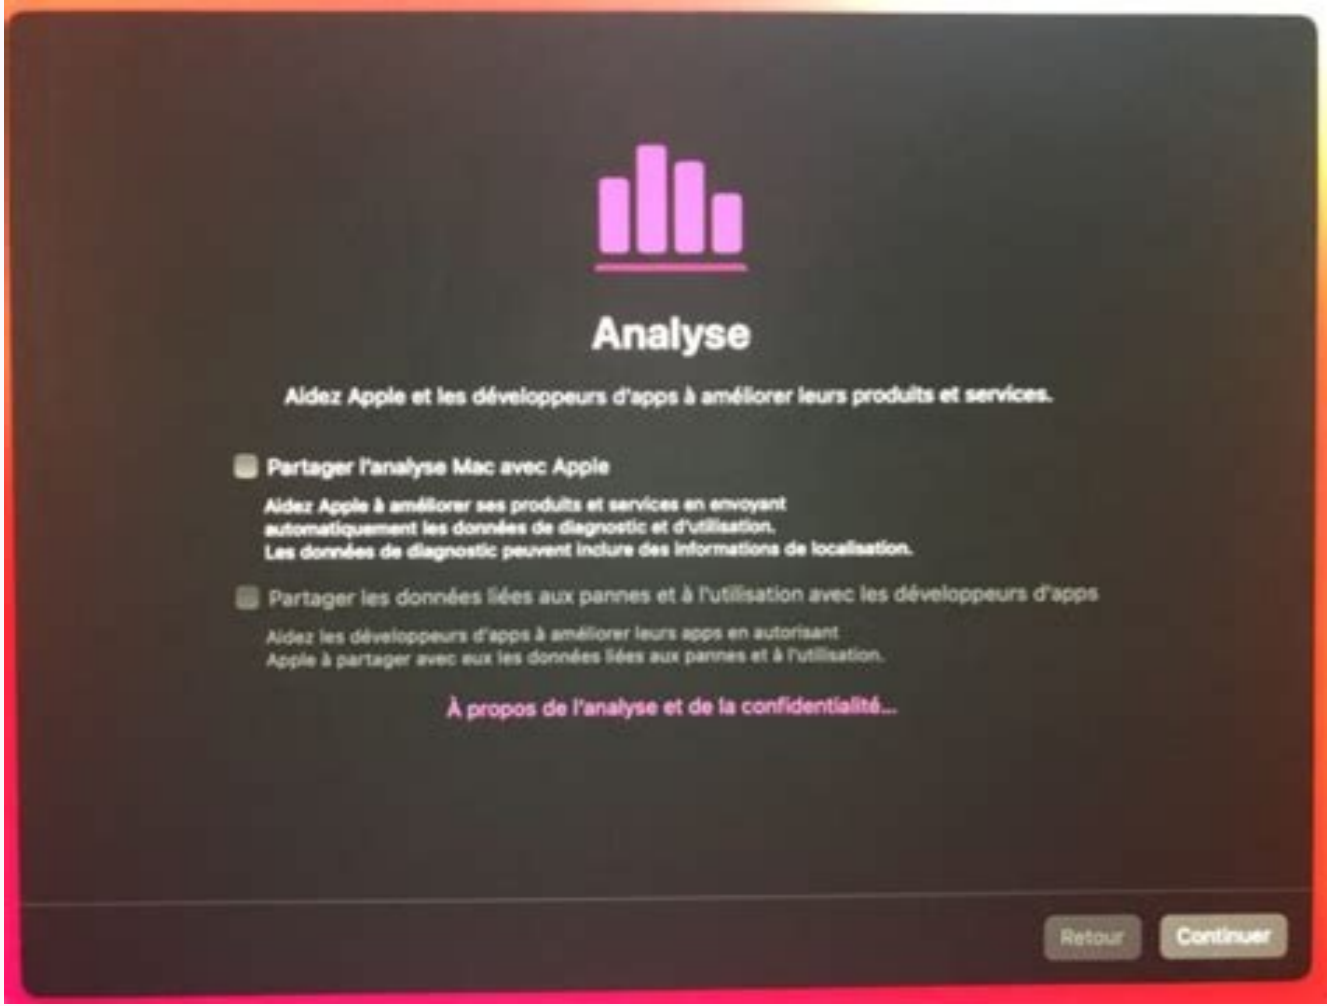 Analyse
Aidez Apple et les développeurs d'apps à améliorer leurs produits et services.
Partager l'analyse Mac avec Apple
Aidez Apple à améliorer ses produits et services en envoyant
automatiquement les données de diagnostic et d'utilisation.
Les données de diagnostic peuvent inclure des informations de localisation.
Partager les données liées aux pannes et à l'utilisation avec les développeurs d'apps
Aidez les développeurs d'apps à améliorer leurs apps en autorisant
Apple à partager avec eux les données liées aux pannes et à l'utilisation.
À propos de l'analyse et de la confidentialité...
Retour
Continuer